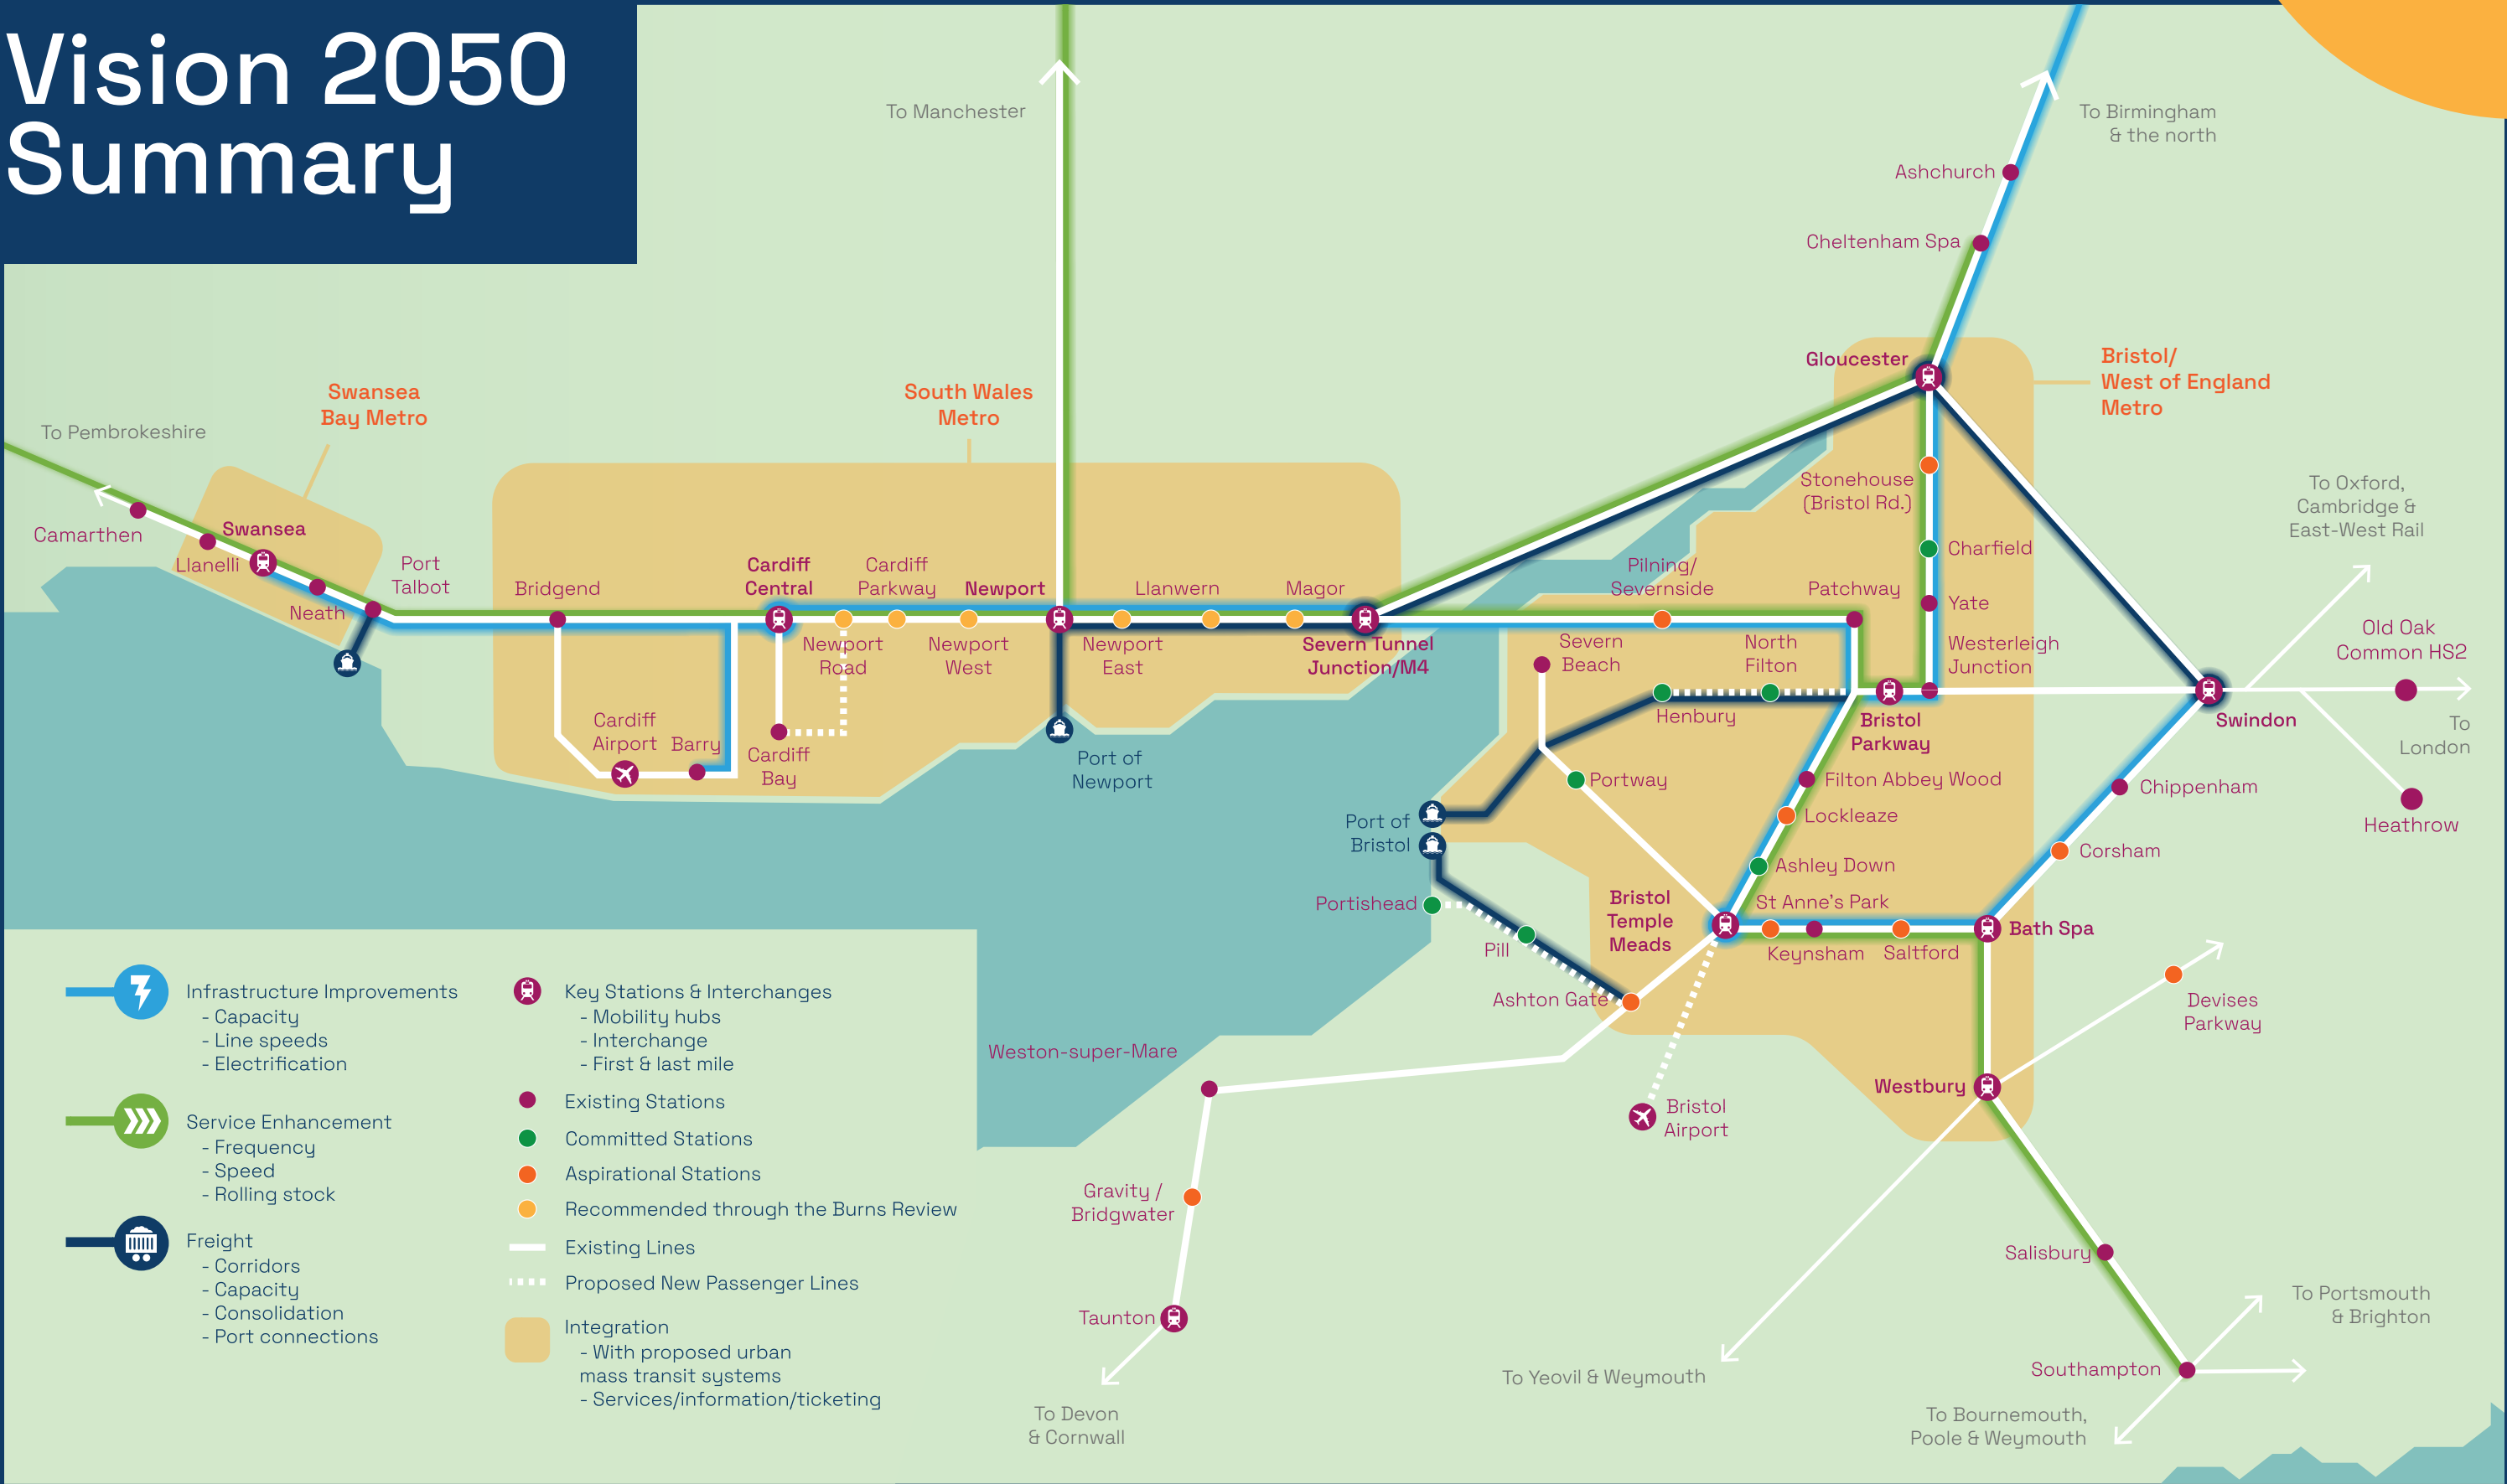 Vision 2050
Summary
To Manchester
To Birmingham
& the north
Ashchurch
Cheltenham Spa
Gloucester
Bristol/
West of England
Metro
Swansea
Bay Metro
South Wales
Metro
To Pembrokeshire
Camarthen
Swansea
Llanelli
Neath
Port
Talbot
Bridgend
Cardiff
Central
Cardiff
Parkway
Newport
Llanwern
Magor
Newport
Road
Newport
West
Newport
East
Severn Tunnel
Junction/M4
Cardiff
Airport
Barry
Cardiff
Bay
Port of
Newport
Stonehouse
(Bristol Rd.)
Charfield
Pilning/
Severnside
Patchway
Yate
Westerleigh
Junction
Severn
Beach
North
Filton
Henbury
Bristol
Parkway
To Oxford,
Cambridge &
East-West Rail
Old Oak
Common HS2
Swindon
To
London
Heathrow
Portway
Filton Abbey Wood
Lockleaze
Ashley Down
Chippenham
Corsham
Port of
Bristol
Portishead
Pill
Ashton Gate
Bristol
Temple
Meads
St Anne's Park
Keynsham
Saltford
Bath Spa
Devises
Parkway
Westbury
Weston-super-Mare
Bristol
Airport
Gravity /
Bridgwater
Taunton
To Devon
& Cornwall
To Yeovil & Weymouth
Salisbury
Southampton
To Portsmouth
& Brighton
To Bournemouth,
Poole & Weymouth
Infrastructure Improvements
- Capacity
- Line speeds
- Electrification
Service Enhancement
- Frequency
- Speed
- Rolling stock
Freight
- Corridors
- Capacity
- Consolidation
- Port connections
Key Stations & Interchanges
- Mobility hubs
- Interchange
- First & last mile
Existing Stations
Committed Stations
Aspirational Stations
Recommended through the Burns Review
Existing Lines
Proposed New Passenger Lines
Integration
- With proposed urban
mass transit systems
- Services/information/ticketing